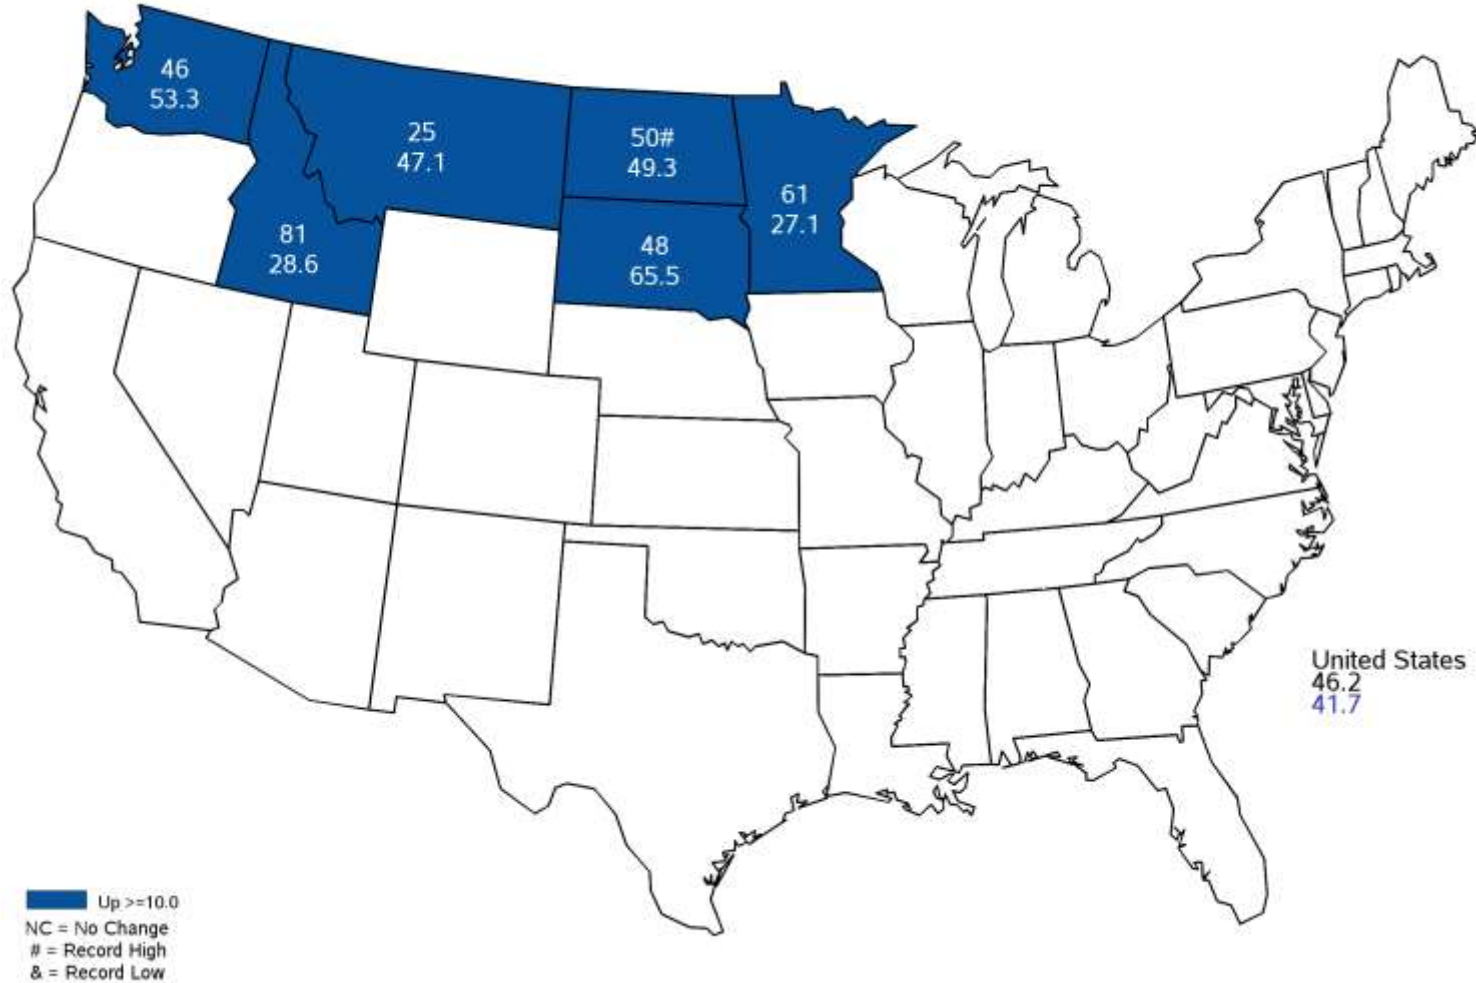 46
53.3
25
47.1
50#
49.3
61
27.1
81
28.6
48
65.5
United States
46.2
41.7
Up >=10.0
NC = No Change
# = Record High
& = Record Low